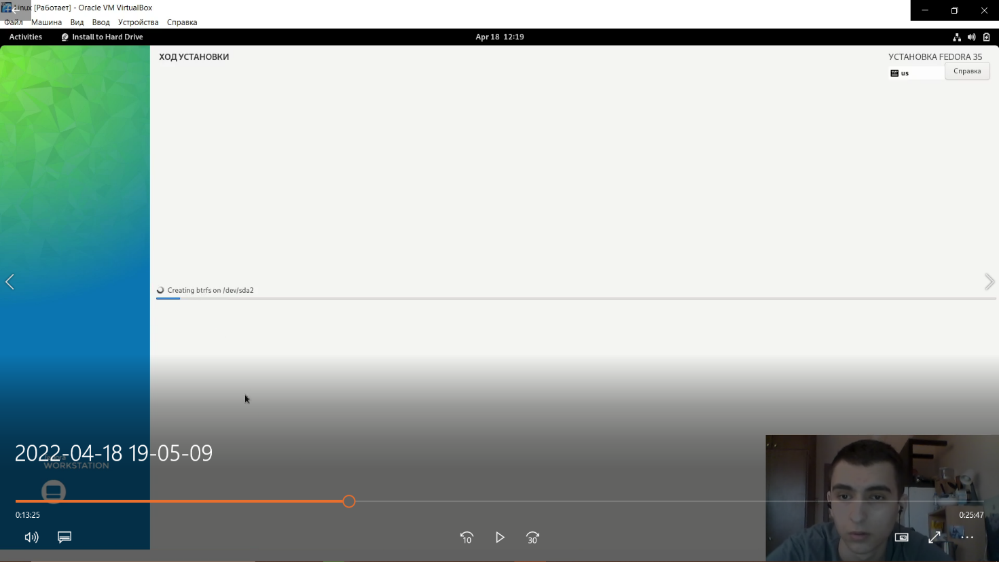 Linux [Работает] - Oracle VM VirtualBox
Файл Машина Вид Ввод Устройства Справка
Activities Install to Hard Drive Apr 18 12:19
ХОД УСТАНОВКИ УСТАНОВКА FEDORA 35
us Справка
Creating btrfs on /dev/sda2
2022-04-18 19-05-09
WORKSTATION
0:13:25 0:25:47
10 30